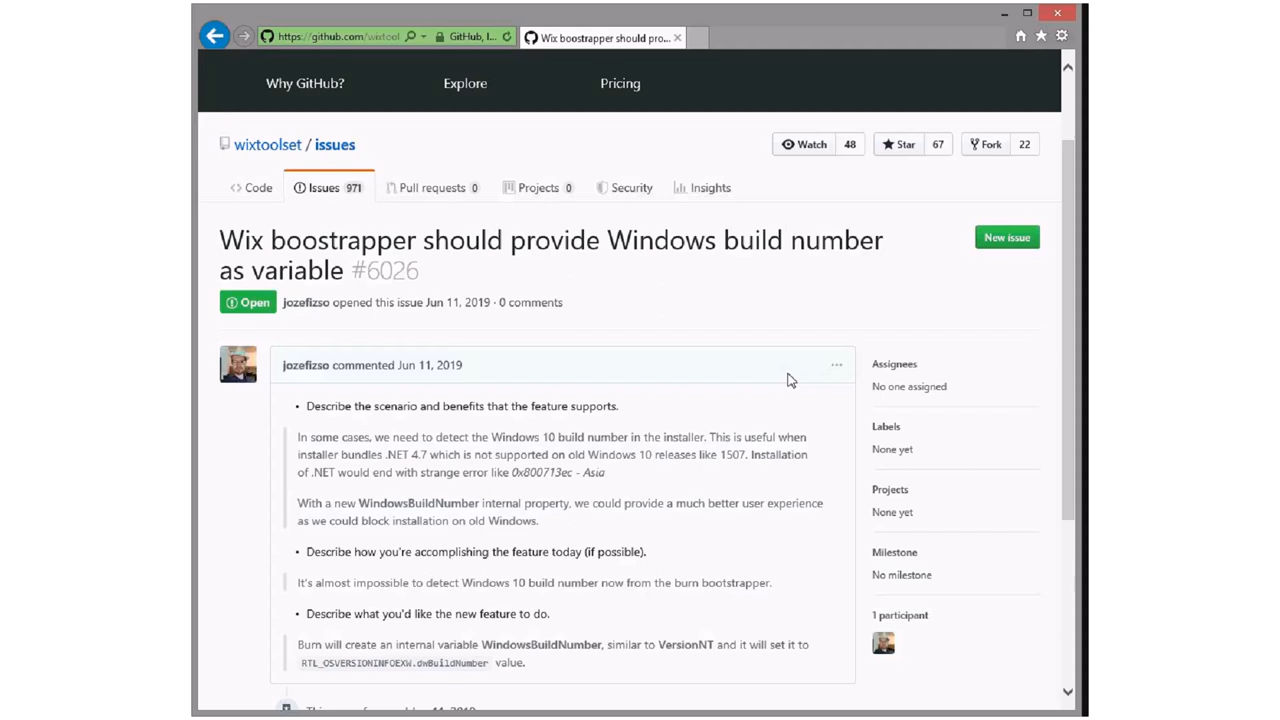 https://github.com/wixtool
GitHub, I...
Wix boostrapper should pro...
Why GitHub?
Explore
Pricing
wixtoolset / issues
Watch 48
Star 67
Fork 22
Code
Issues 971
Pull requests 0
Projects 0
Security
Insights
Wix boostrapper should provide Windows build number
as variable #6026
New issue
Open
jozefizso opened this issue Jun 11, 2019 · 0 comments
jozefizso commented Jun 11, 2019
• Describe the scenario and benefits that the feature supports.
In some cases, we need to detect the Windows 10 build number in the installer. This is useful when
installer bundles .NET 4.7 which is not supported on old Windows 10 releases like 1507. Installation
of .NET would end with strange error like 0x800713ec - Asia
With a new WindowsBuildNumber internal property, we could provide a much better user experience
as we could block installation on old Windows.
• Describe how you're accomplishing the feature today (if possible).
It's almost impossible to detect Windows 10 build number now from the burn bootstrapper.
• Describe what you'd like the new feature to do.
Burn will create an internal variable WindowsBuildNumber, similar to VersionNT and it will set it to
RTL_OSVERSIONINFOEXW.dwBuildNumber value.
Assignees
No one assigned
Labels
None yet
Projects
None yet
Milestone
No milestone
1 participant